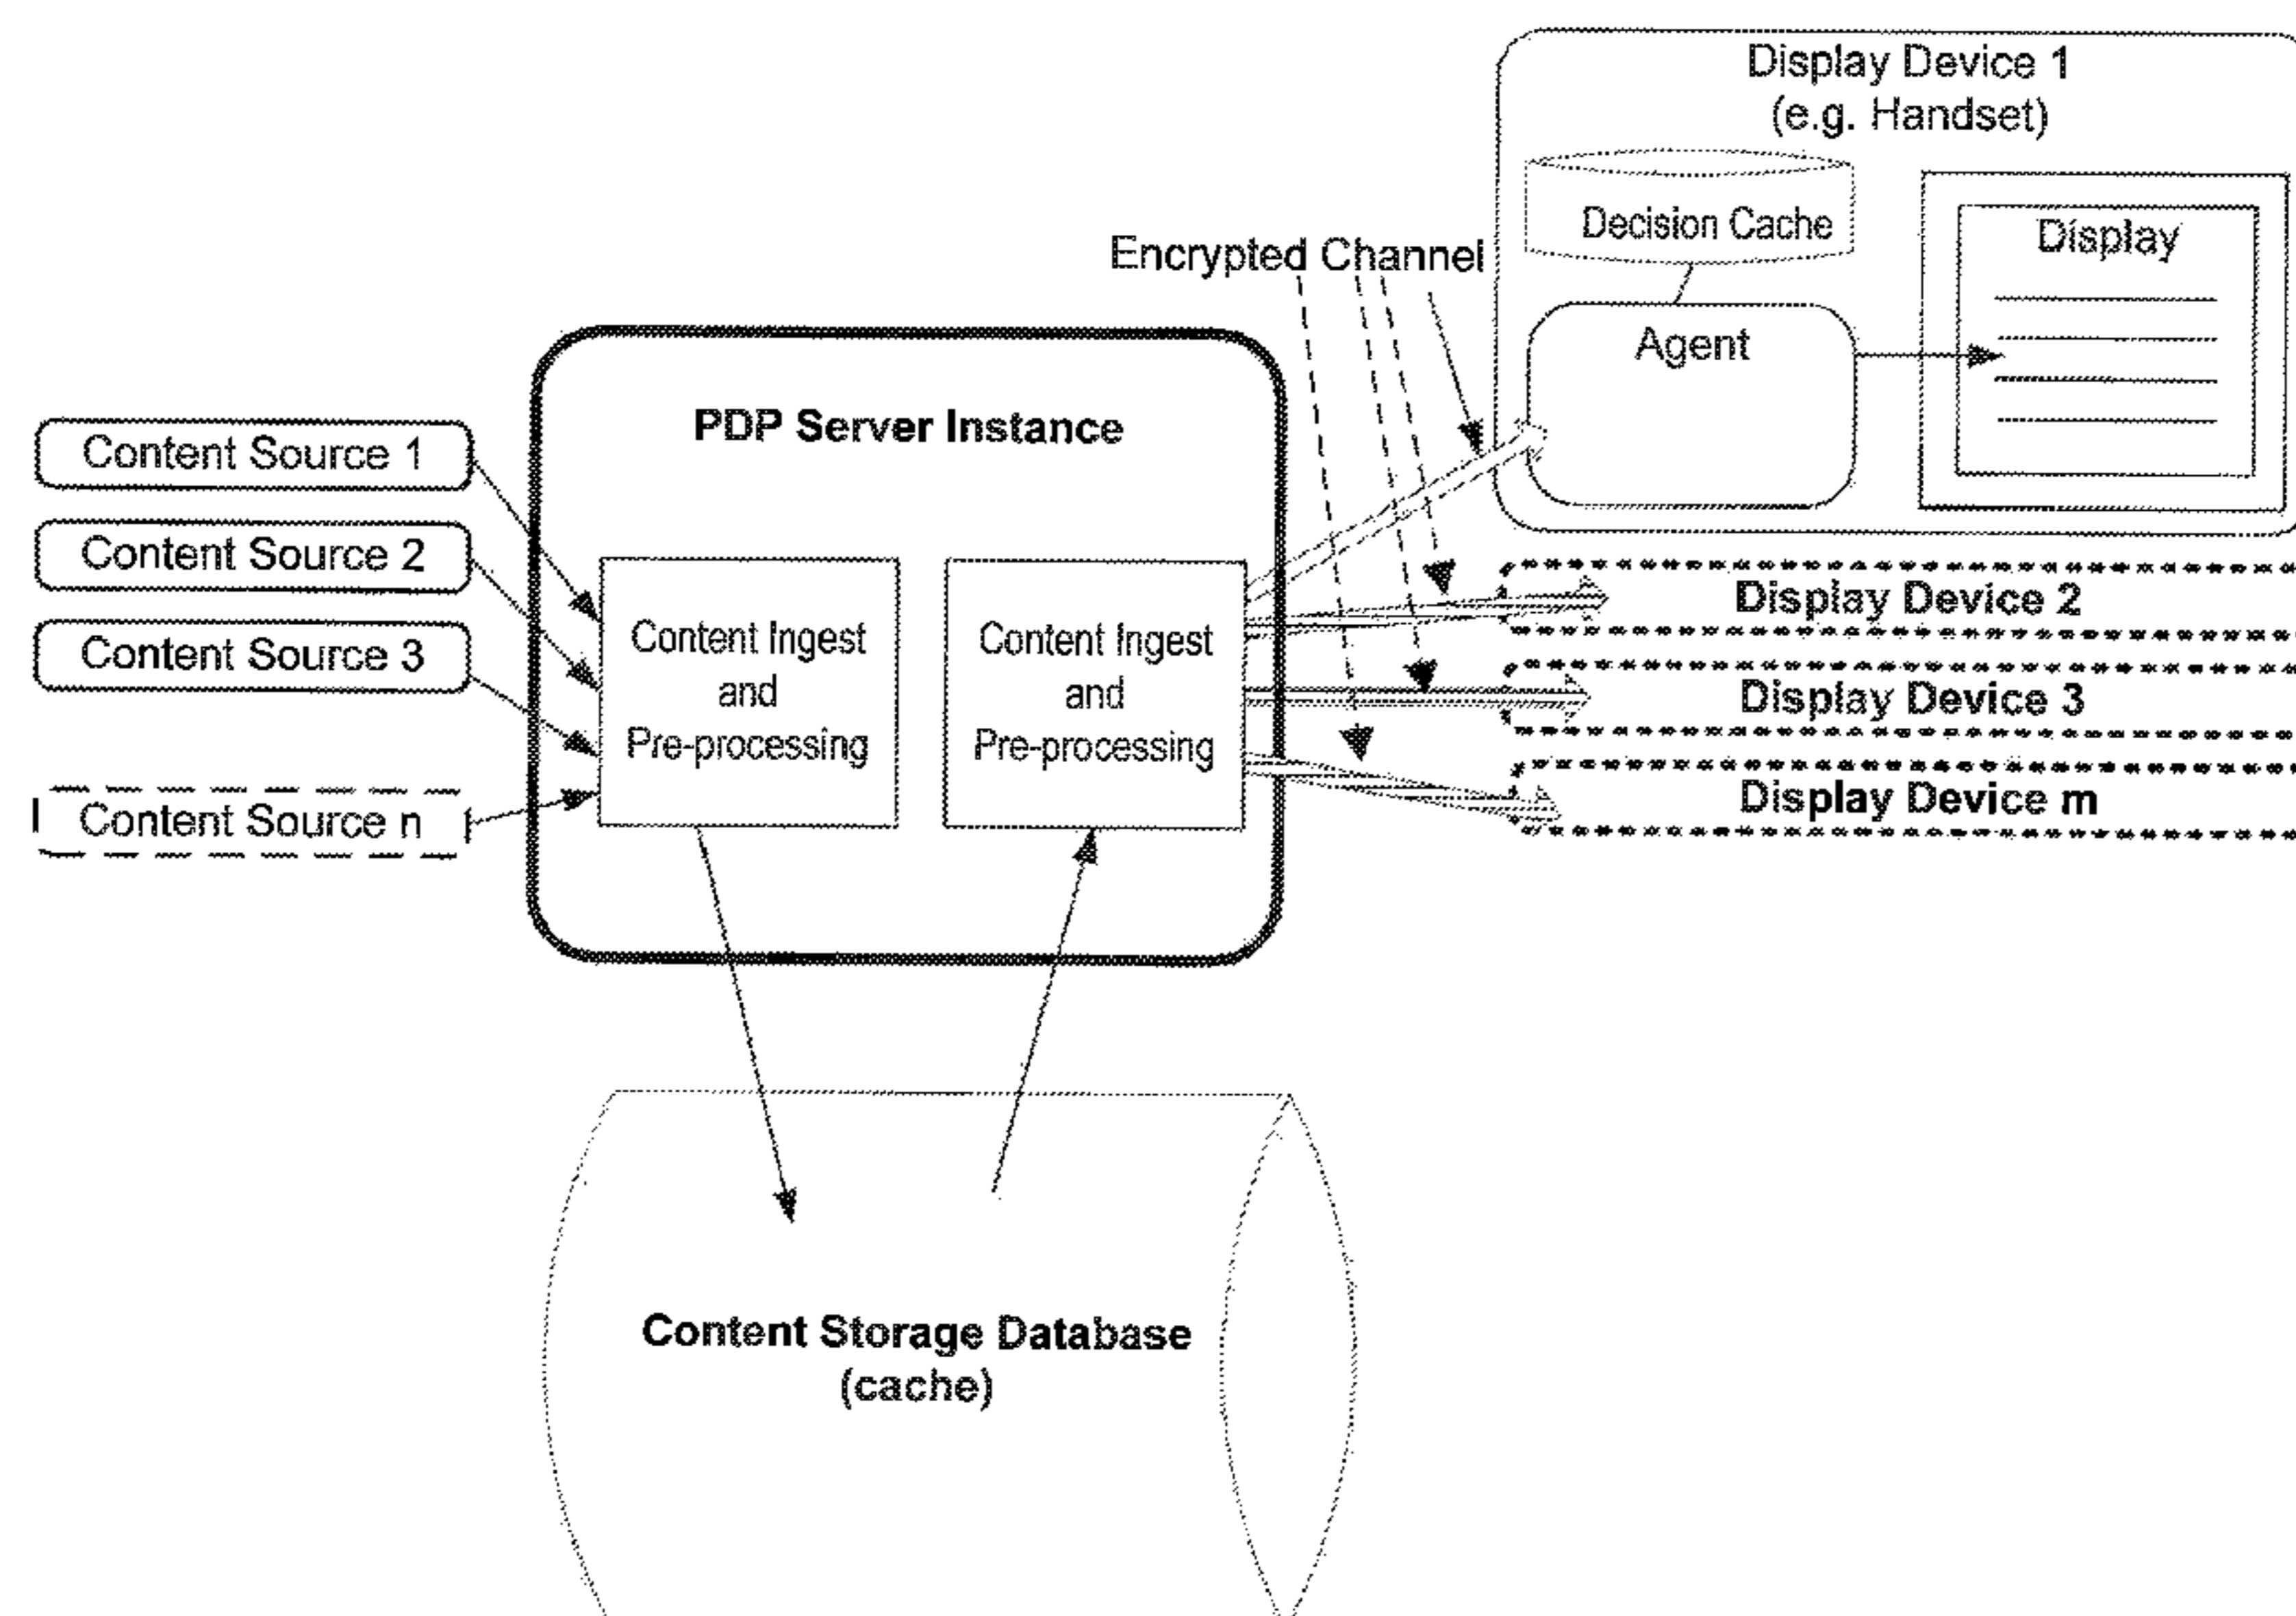 Display Device 1
(e.g. Handset)
Decision Cache
Display
Encrypted Channel
Agent
PDP Server Instance
Content Source 1
Content Source 2
Content Source 3
Content Source n
Content Ingest
and
Pre-processing
Content Ingest
and
Pre-processing
Display Device 2
Display Device 3
Display Device m
Content Storage Database
(cache)